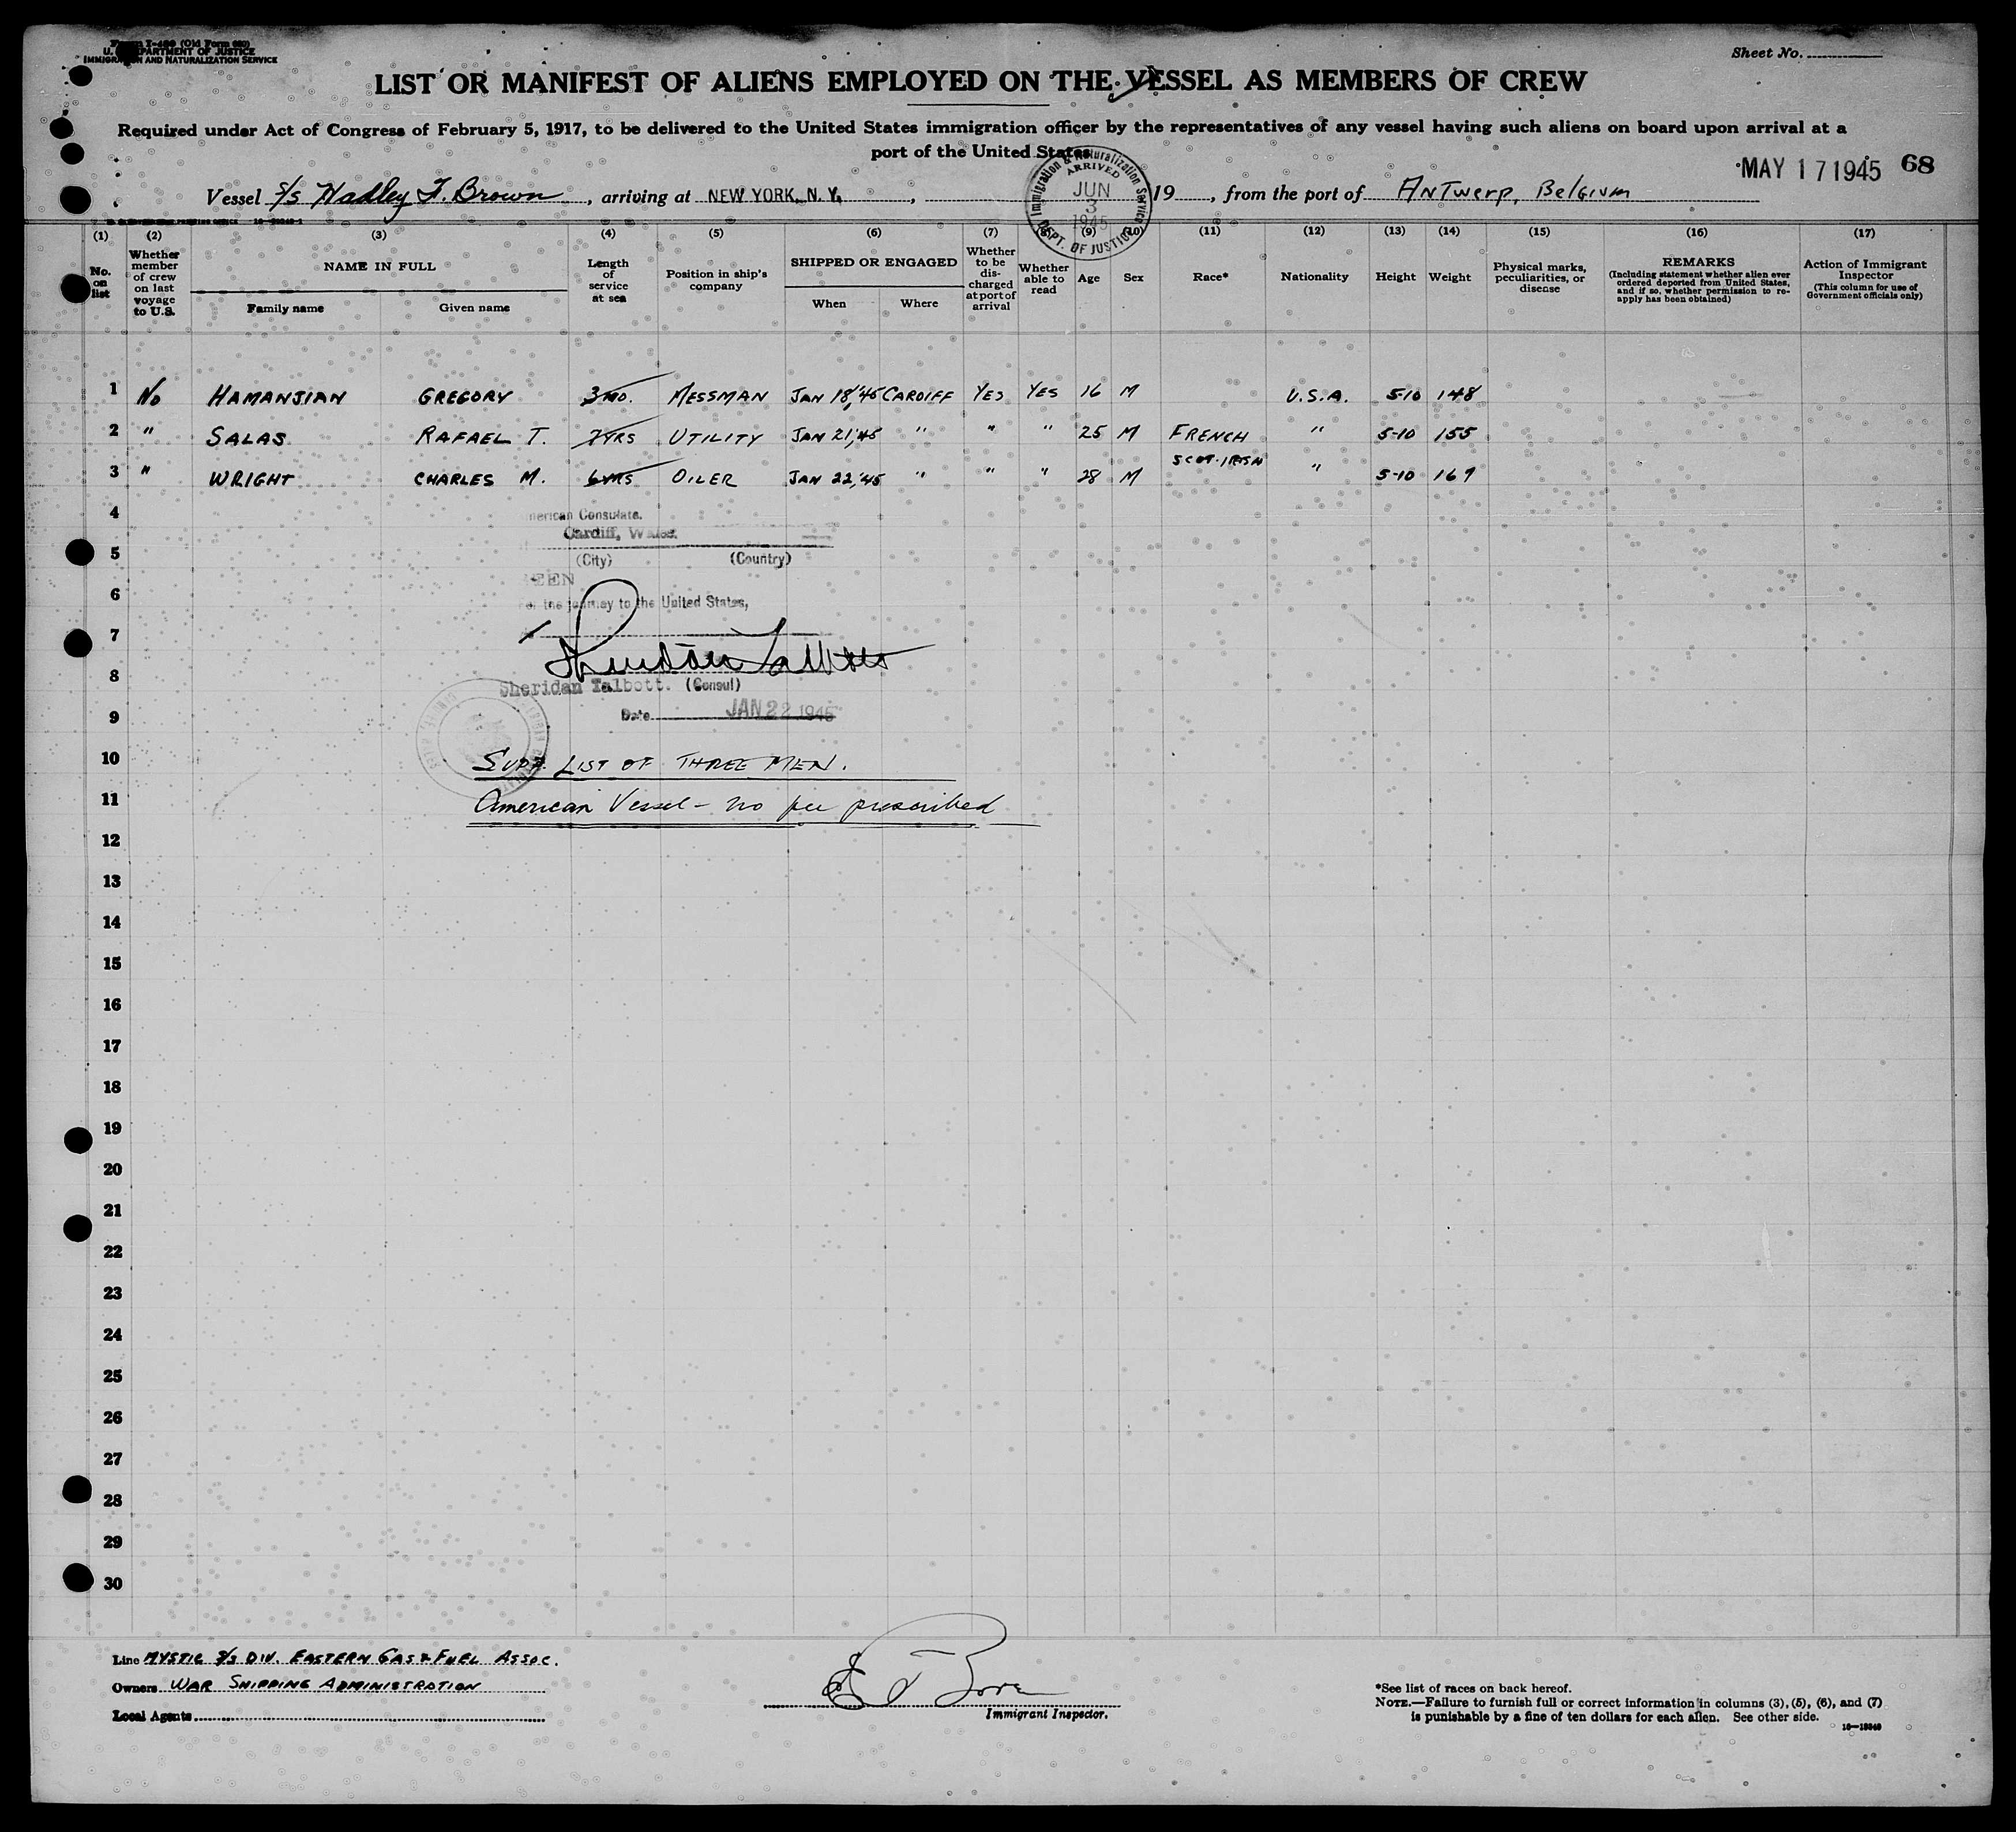 Form I-489 (Old Form 680)
U. S. DEPARTMENT OF JUSTICE
IMMIGRATION AND NATURALIZATION SERVICE
Sheet No.
LIST OR MANIFEST OF ALIENS EMPLOYED ON THE VESSEL AS MEMBERS OF CREW
Required under Act of Congress of February 5, 1917, to be delivered to the United States immigration officer by the representatives of any vessel having such aliens on board upon arrival at a
port of the United States
MAY 17 1945 68
Vessel S/S Hadley F. Brown, arriving at NEW YORK, N. Y., , 19 , from the port of Antwerp, Belgium
Immigration & Naturalization Service
ARRIVED
JUN
3
1945
DEPT. OF JUSTICE
(1) (2) (3) (4) (5) (6) (7) (8) (9) (10) (11) (12) (13) (14) (15) (16) (17)
No. on list
Whether member of crew on last voyage to U.S.
NAME IN FULL
Family name Given name
Length of service at sea
Position in ship's company
SHIPPED OR ENGAGED
When Where
Whether to be discharged at port of arrival
Whether able to read
Age
Sex
Race*
Nationality
Height
Weight
Physical marks, peculiarities, or disease
REMARKS
(Including statement whether alien ever ordered deported from United States, and if so, whether permission to re-apply has been obtained)
Action of Immigrant Inspector
(This column for use of Government officials only)
1 No HAMANJIAN GREGORY 3 MO. MESSMAN JAN 18,'45 CARDIFF YES YES 16 M U.S.A. 5-10 148
2 " SALAS RAFAEL T. 7 YRS UTILITY JAN 21,'45 " " " 25 M FRENCH " 5-10 155
3 " WRIGHT CHARLES M. 6 YRS OILER JAN 22,'45 " " " 28 M SCOT-IRISH " 5-10 169
4
American Consulate.
Cardiff, Wales.
5
(City) (Country)
SEEN
6
For the journey to the United States,
7
8
Sheridan Talbott. (Consul)
9
Date JAN 22 1945
10
SUPP. LIST OF THREE MEN.
11
American Vessel - no fee prescribed
12
13
14
15
16
17
18
19
20
21
22
23
24
25
26
27
28
29
30
Line MYSTIC S/S DIV. EASTERN GAS & FUEL ASSOC.
Owners WAR SHIPPING ADMINISTRATION
Local Agents
Immigrant Inspector.
*See list of races on back hereof.
NOTE.—Failure to furnish full or correct information in columns (3), (5), (6), and (7)
is punishable by a fine of ten dollars for each alien. See other side.